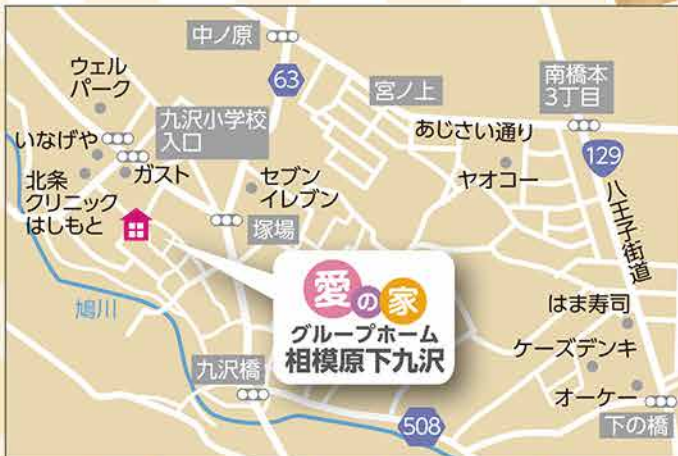 中ノ原
63
ウェル
パーク
宮ノ上
南橋本
3丁目
九沢小学校
入口
いなげや
あじさい通り
129
北条
クリニック
はしもと
ガスト
セブン
イレブン
ヤオコー
八王子街道
塚場
愛の家
グループホーム
相模原下九沢
鳩川
はま寿司
ケーズデンキ
九沢橋
オーケー
508
下の橋